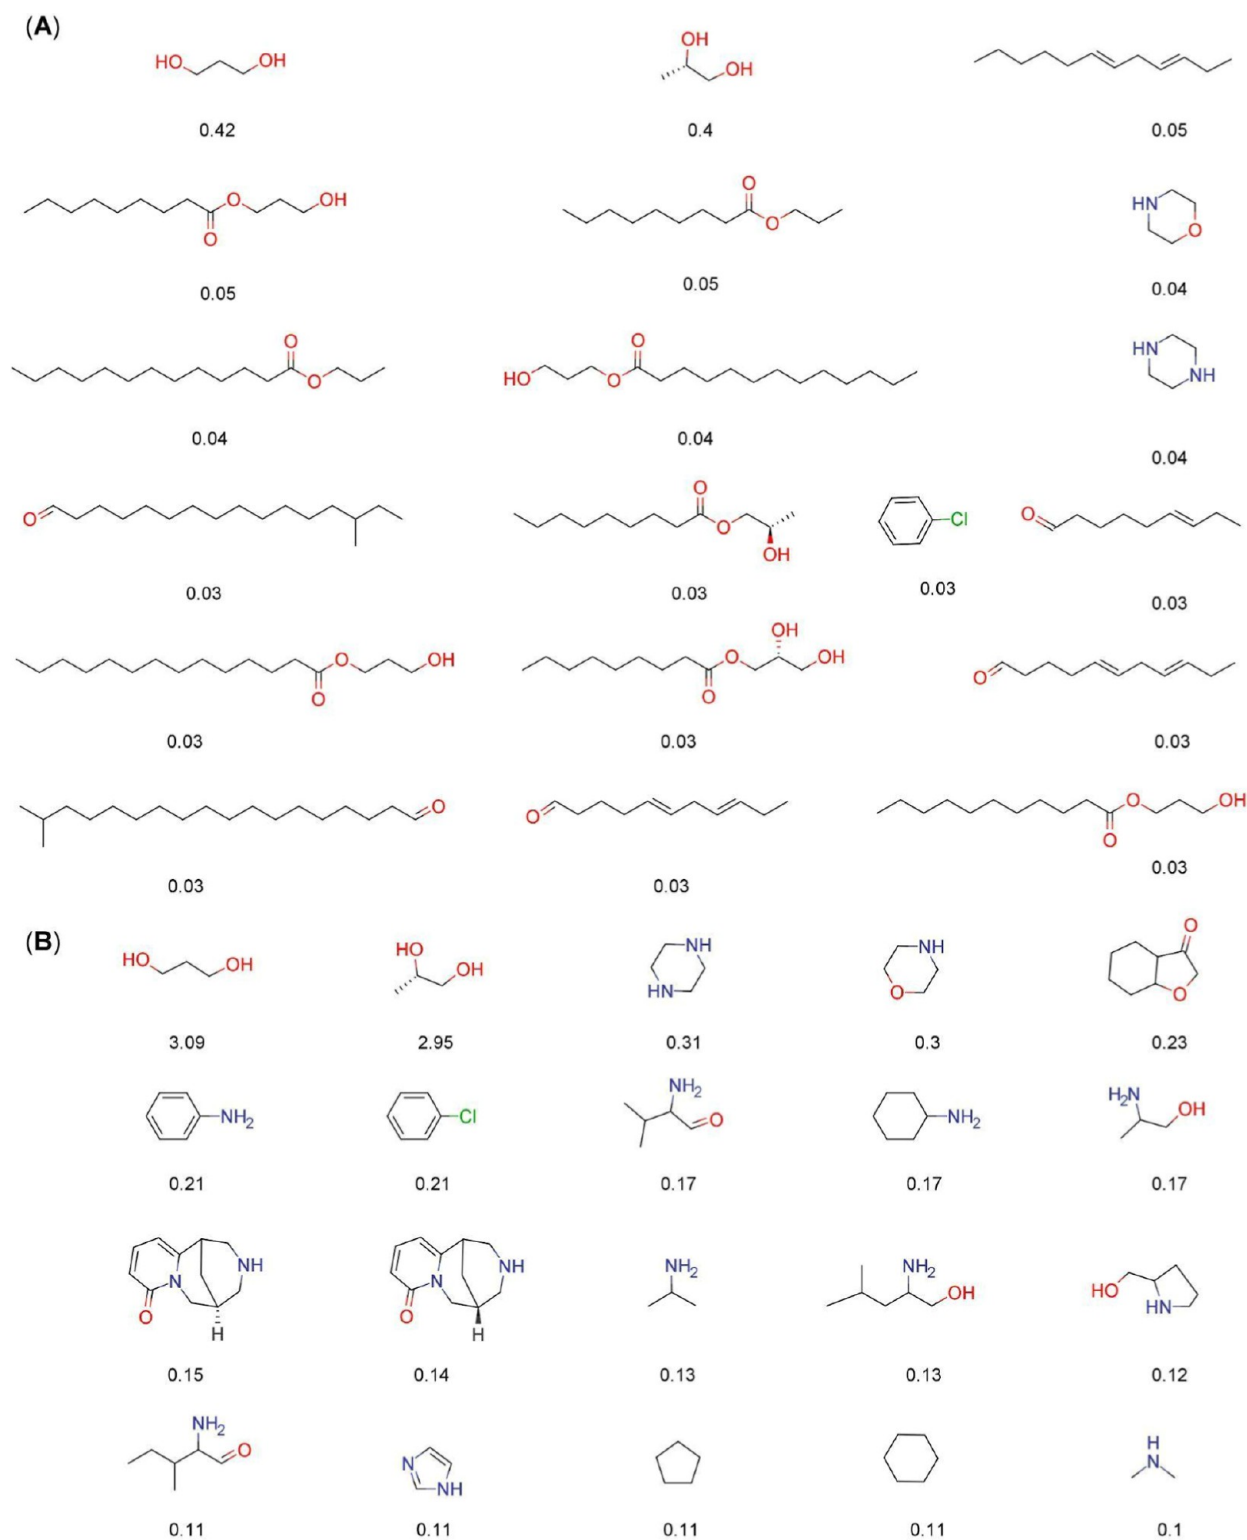 (A)
HO OH
OH
OH
0.42 0.4 0.05
O O OH
O
O
O
HN
O
0.05 0.05 0.04
O
O
O
HO O
HN
NH
0.04 0.04 0.04
O
O
O
OH
Cl
O
0.03 0.03 0.03 0.03
O OH
O
OH
O OH
O
O
0.03 0.03 0.03
O
O
O OH
O
0.03 0.03 0.03
(B)
HO OH
HO
OH
NH
HN
NH
O
O
O
3.09 2.95 0.31 0.3 0.23
NH2
Cl
NH2
O
NH2
H2N
OH
0.21 0.21 0.17 0.17 0.17
N
NH
O
H
N
NH
O
H
NH2
NH2
OH
HO
HN
0.15 0.14 0.13 0.13 0.12
NH2
O
N
NH
H
N
0.11 0.11 0.11 0.11 0.1